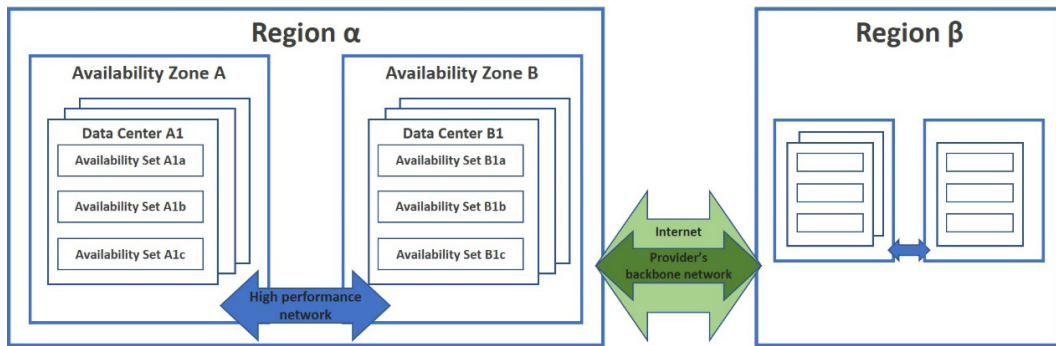 Region α
Region β
Availability Zone A
Availability Zone B
Data Center A1
Availability Set A1a
Availability Set A1b
Availability Set A1c
Data Center B1
Availability Set B1a
Availability Set B1b
Availability Set B1c
High performance
network
Internet
Provider's
backbone network